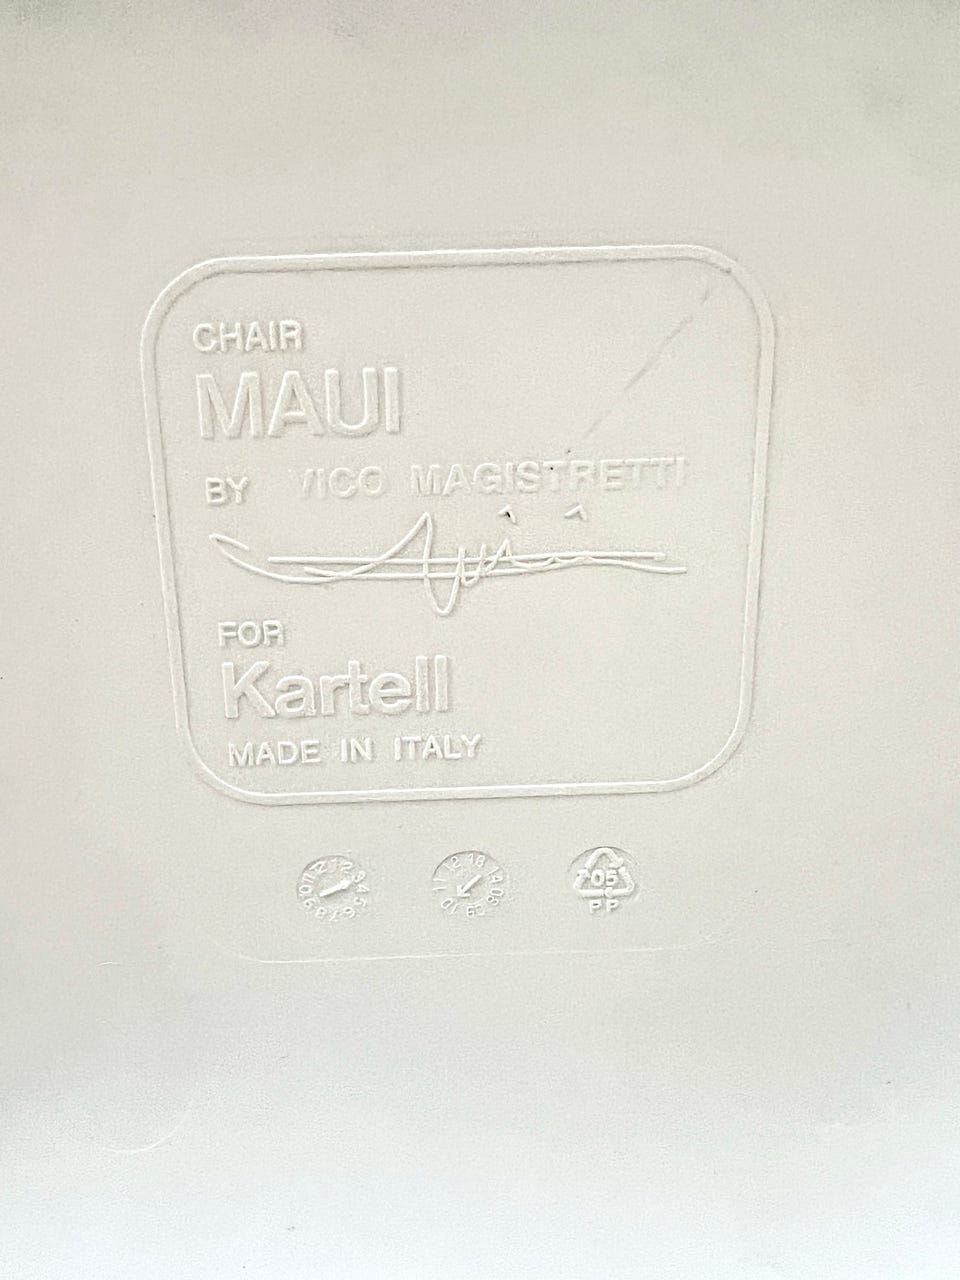 CHAIR
MAUI
BY VICO MAGISTRETTI
FOR
Kartell
MADE IN ITALY
05
PP